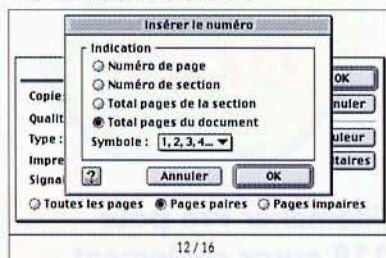 Insérer le numéro
Indication
Numéro de page
Numéro de section
Total pages de la section
Total pages du document
Symbole : 1, 2, 3, 4...
? Annuler OK
OK
Copie
nuler
Qualit
Type :
uleur
Impre
taires
Signa
Toutes les pages Pages paires Pages impaires
12 / 16